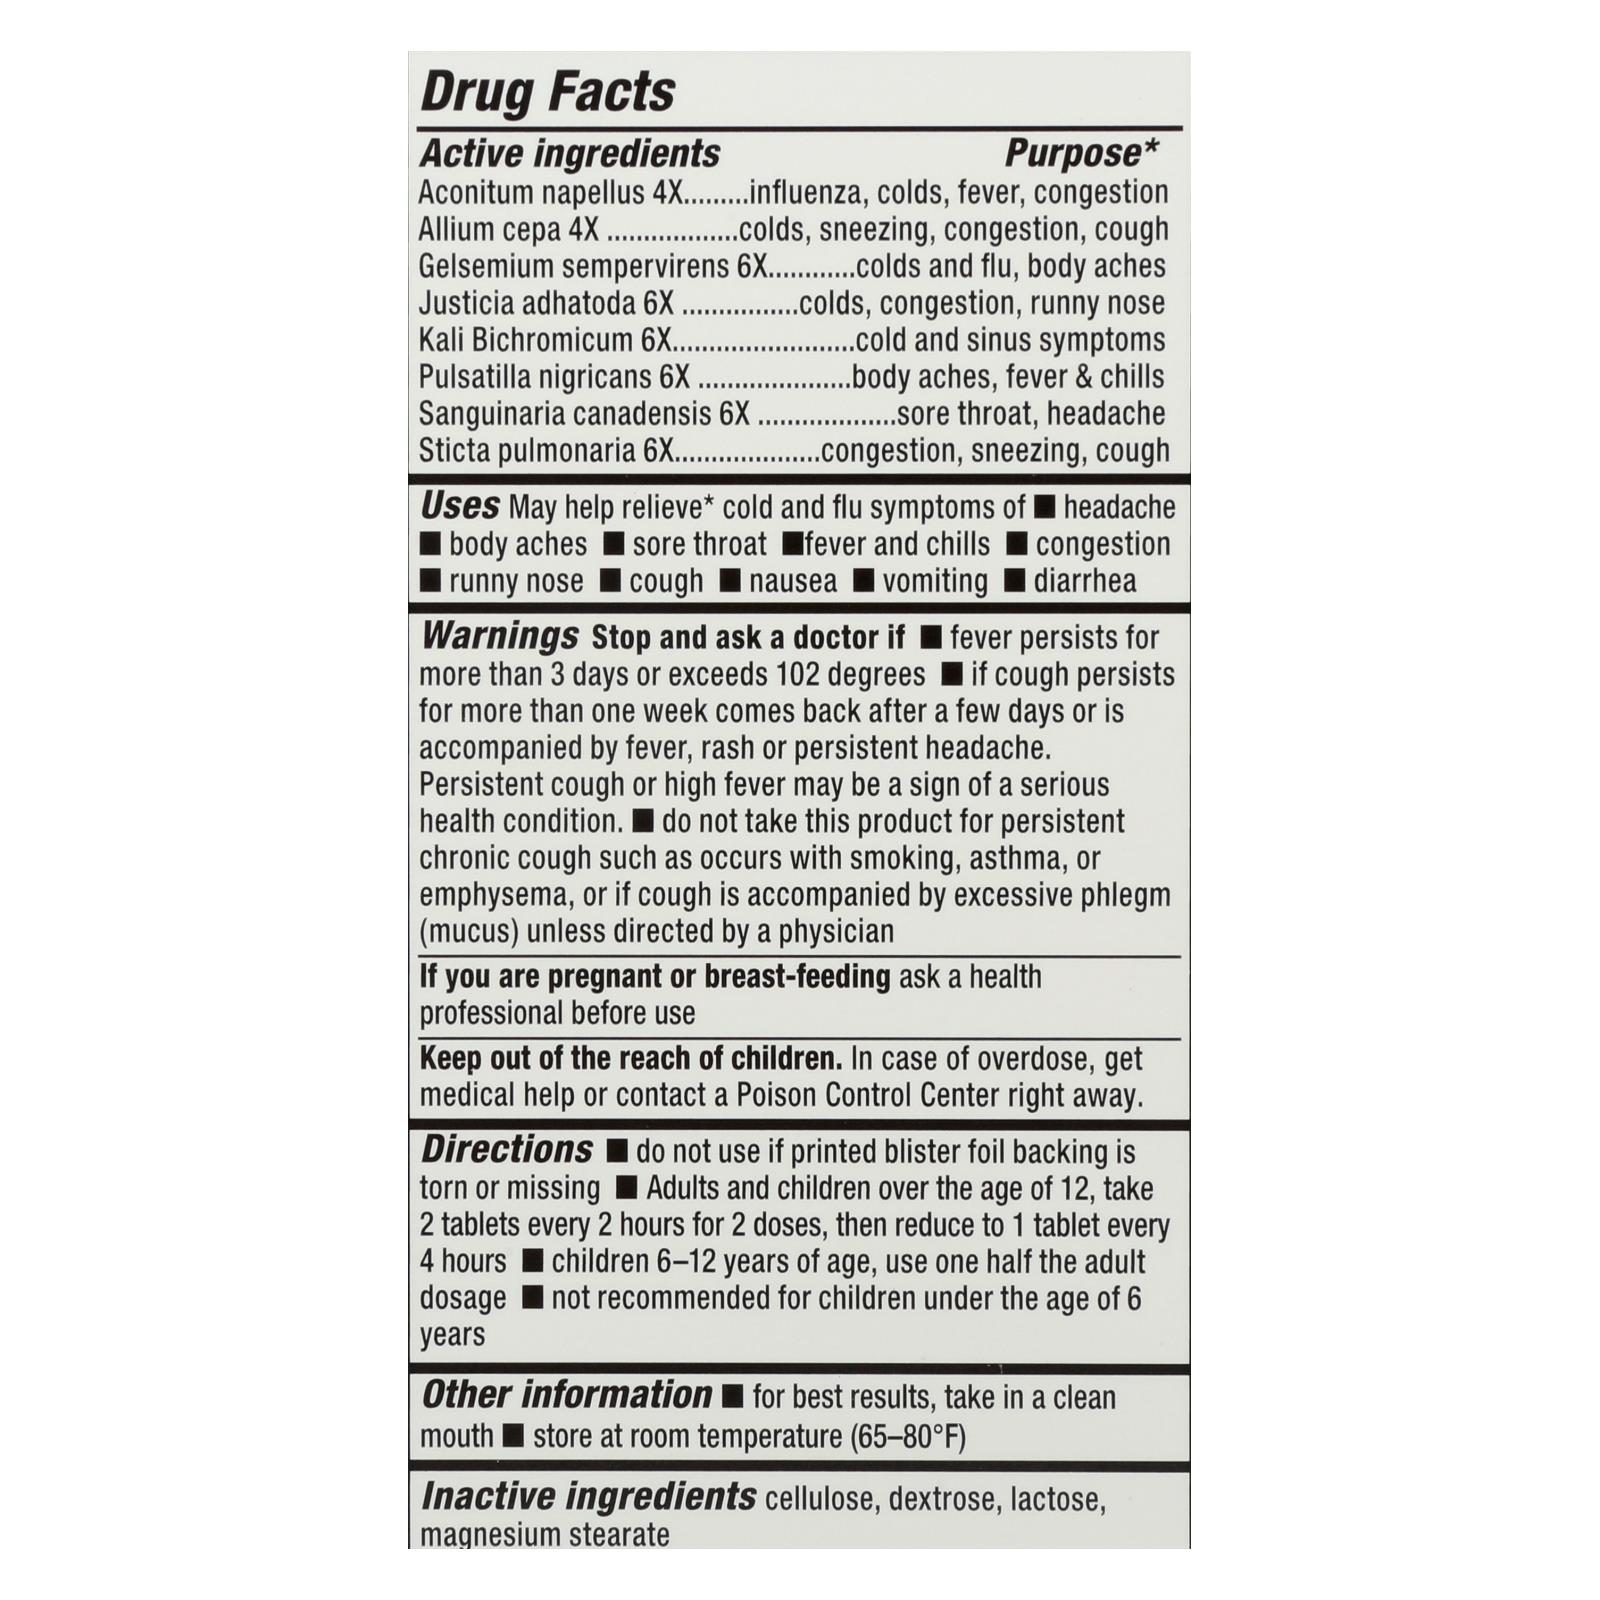 Drug Facts
Active ingredients Purpose*
Aconitum napellus 4X.........influenza, colds, fever, congestion
Allium cepa 4X ..................colds, sneezing, congestion, cough
Gelsemium sempervirens 6X............colds and flu, body aches
Justicia adhatoda 6X ................colds, congestion, runny nose
Kali Bichromicum 6X.........................cold and sinus symptoms
Pulsatilla nigricans 6X .....................body aches, fever & chills
Sanguinaria canadensis 6X ...................sore throat, headache
Sticta pulmonaria 6X....................congestion, sneezing, cough
Uses May help relieve* cold and flu symptoms of ■ headache
■ body aches ■ sore throat ■fever and chills ■ congestion
■ runny nose ■ cough ■ nausea ■ vomiting ■ diarrhea
Warnings Stop and ask a doctor if ■ fever persists for
more than 3 days or exceeds 102 degrees ■ if cough persists
for more than one week comes back after a few days or is
accompanied by fever, rash or persistent headache.
Persistent cough or high fever may be a sign of a serious
health condition. ■ do not take this product for persistent
chronic cough such as occurs with smoking, asthma, or
emphysema, or if cough is accompanied by excessive phlegm
(mucus) unless directed by a physician
If you are pregnant or breast-feeding ask a health
professional before use
Keep out of the reach of children. In case of overdose, get
medical help or contact a Poison Control Center right away.
Directions ■ do not use if printed blister foil backing is
torn or missing ■ Adults and children over the age of 12, take
2 tablets every 2 hours for 2 doses, then reduce to 1 tablet every
4 hours ■ children 6–12 years of age, use one half the adult
dosage ■ not recommended for children under the age of 6
years
Other information ■ for best results, take in a clean
mouth ■ store at room temperature (65–80°F)
Inactive ingredients cellulose, dextrose, lactose,
magnesium stearate